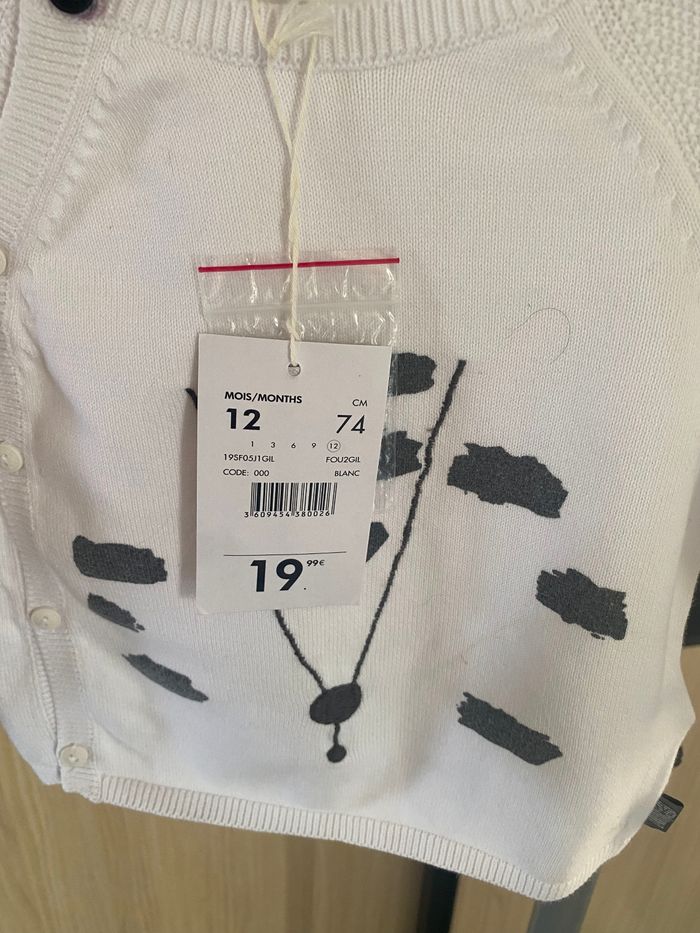 MOIS/MONTHS
CM
12
74
1 3 6 9 12
19SF05J1GIL
FOU2GIL
CODE: 000
BLANC
3 609454 380026
19.99€